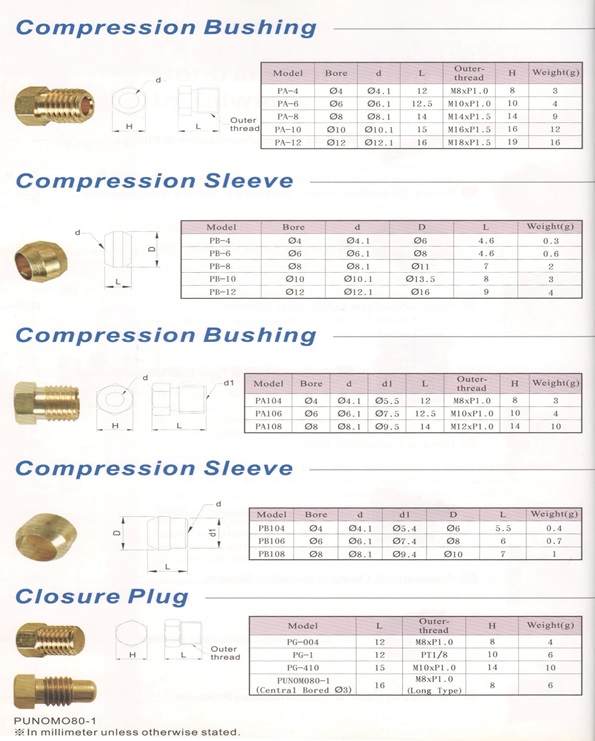 Compression Bushing
Model Bore d L Outer-thread H Weight(g)
PA-4 Ø4 Ø4.1 12 M8xP1.0 8 3
PA-6 Ø6 Ø6.1 12.5 M10xP1.0 10 4
PA-8 Ø8 Ø8.1 14 M14xP1.5 14 9
PA-10 Ø10 Ø10.1 15 M16xP1.5 16 12
PA-12 Ø12 Ø12.1 16 M18xP1.5 19 16
d
H
L
Outer
thread
Compression Sleeve
Model Bore d D L Weight(g)
PB-4 Ø4 Ø4.1 Ø6 4.6 0.3
PB-6 Ø6 Ø6.1 Ø8 4.6 0.6
PB-8 Ø8 Ø8.1 Ø11 7 2
PB-10 Ø10 Ø10.1 Ø13.5 8 3
PB-12 Ø12 Ø12.1 Ø16 9 4
d
D
L
Compression Bushing
Model Bore d d1 L Outer-thread H Weight(g)
PA104 Ø4 Ø4.1 Ø5.5 12 M8xP1.0 8 3
PA106 Ø6 Ø6.1 Ø7.5 12.5 M10xP1.0 10 4
PA108 Ø8 Ø8.1 Ø9.5 14 M12xP1.0 14 10
d
d1
H
L
Compression Sleeve
Model Bore d d1 D L Weight(g)
PB104 Ø4 Ø4.1 Ø5.4 Ø6 5.5 0.4
PB106 Ø6 Ø6.1 Ø7.4 Ø8 6 0.7
PB108 Ø8 Ø8.1 Ø9.4 Ø10 7 1
d
D
d1
L
Closure Plug
Model L Outer-thread H Weight(g)
PG-004 12 M8xP1.0 8 4
PG-1 12 PT1/8 10 6
PG-410 15 M10xP1.0 14 10
PUNOMO80-1 (Central Bored Ø3) 16 M8xP1.0 (Long Type) 8 6
H
L
Outer
thread
PUNOMO80-1
※In millimeter unless otherwise stated.